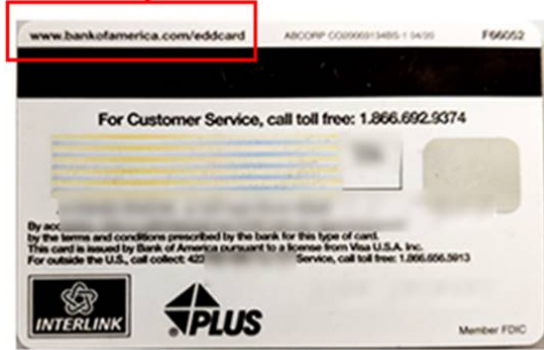 www.bankofamerica.com/eddcard ABCORP F66052
For Customer Service, call toll free: 1.866.692.9374
By acc
by the terms and conditions prescribed by the bank for this type of card.
This card is issued by Bank of America pursuant to a license from Visa U.S.A. Inc.
For outside the U.S., call collect: 423 Service, call toll free: 1.866.656.5913
INTERLINK PLUS Member FDIC